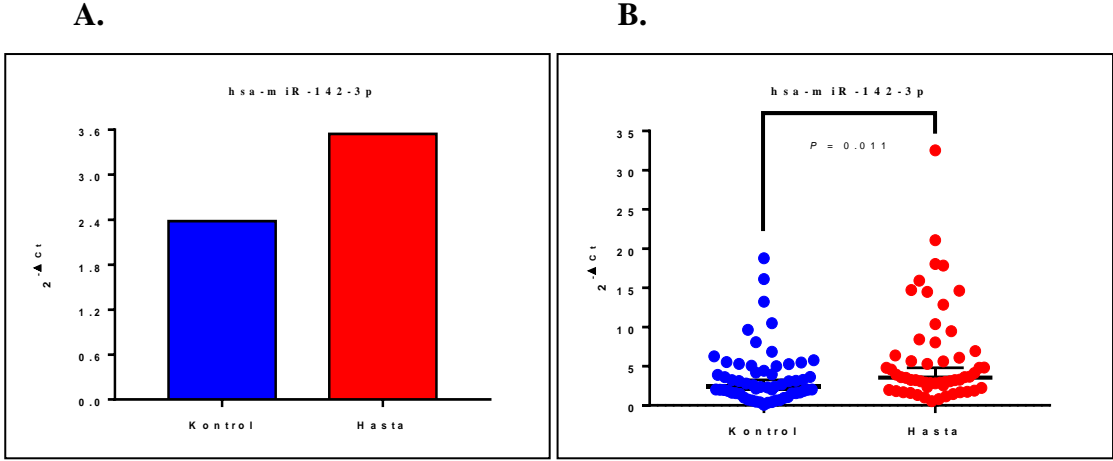 A.
B.
hsa-miR-142-3p
3.6
3.0
2.4
1.8
1.2
0.6
0.0
2^-ΔCt
Kontrol
Hasta
hsa-miR-142-3p
P = 0.011
35
30
25
20
15
10
5
0
2^-ΔCt
Kontrol
Hasta